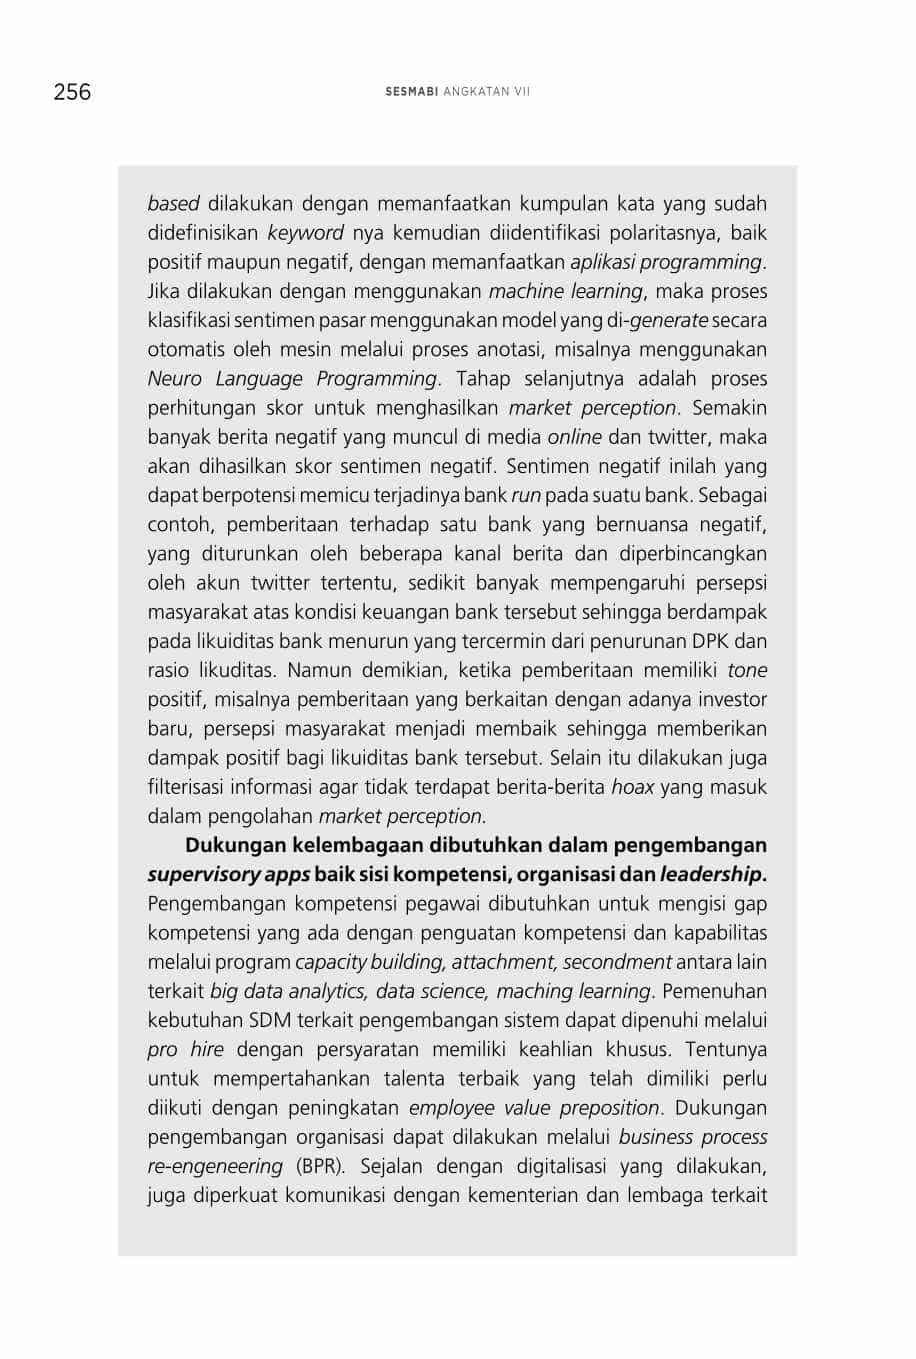 256
SESMABI ANGKATAN VII
based dilakukan dengan memanfaatkan kumpulan kata yang sudah
didefinisikan keyword nya kemudian diidentifikasi polaritasnya, baik
positif maupun negatif, dengan memanfaatkan aplikasi programming.
Jika dilakukan dengan menggunakan machine learning, maka proses
klasifikasi sentimen pasar menggunakan model yang di-generate secara
otomatis oleh mesin melalui proses anotasi, misalnya menggunakan
Neuro Language Programming. Tahap selanjutnya adalah proses
perhitungan skor untuk menghasilkan market perception. Semakin
banyak berita negatif yang muncul di media online dan twitter, maka
akan dihasilkan skor sentimen negatif. Sentimen negatif inilah yang
dapat berpotensi memicu terjadinya bank run pada suatu bank. Sebagai
contoh, pemberitaan terhadap satu bank yang bernuansa negatif,
yang diturunkan oleh beberapa kanal berita dan diperbincangkan
oleh akun twitter tertentu, sedikit banyak mempengaruhi persepsi
masyarakat atas kondisi keuangan bank tersebut sehingga berdampak
pada likuiditas bank menurun yang tercermin dari penurunan DPK dan
rasio likuditas. Namun demikian, ketika pemberitaan memiliki tone
positif, misalnya pemberitaan yang berkaitan dengan adanya investor
baru, persepsi masyarakat menjadi membaik sehingga memberikan
dampak positif bagi likuiditas bank tersebut. Selain itu dilakukan juga
filterisasi informasi agar tidak terdapat berita-berita hoax yang masuk
dalam pengolahan market perception.
Dukungan kelembagaan dibutuhkan dalam pengembangan
supervisory apps baik sisi kompetensi, organisasi dan leadership.
Pengembangan kompetensi pegawai dibutuhkan untuk mengisi gap
kompetensi yang ada dengan penguatan kompetensi dan kapabilitas
melalui program capacity building, attachment, secondment antara lain
terkait big data analytics, data science, maching learning. Pemenuhan
kebutuhan SDM terkait pengembangan sistem dapat dipenuhi melalui
pro hire dengan persyaratan memiliki keahlian khusus. Tentunya
untuk mempertahankan talenta terbaik yang telah dimiliki perlu
diikuti dengan peningkatan employee value preposition. Dukungan
pengembangan organisasi dapat dilakukan melalui business process
re-engeneering (BPR). Sejalan dengan digitalisasi yang dilakukan,
juga diperkuat komunikasi dengan kementerian dan lembaga terkait